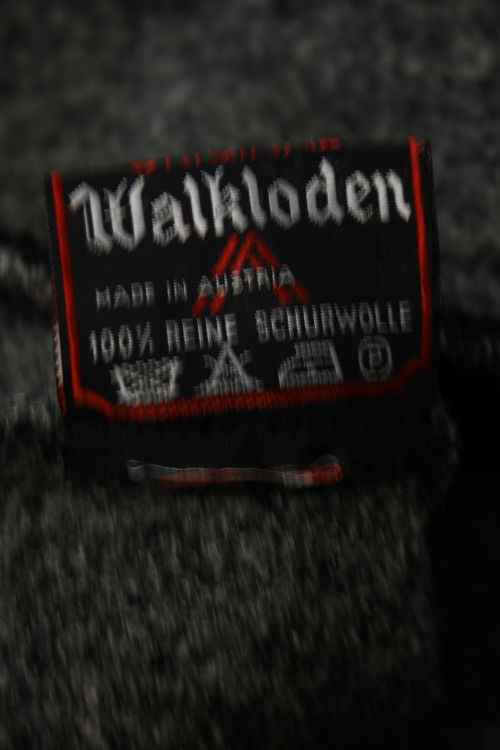 Walkloden
MADE IN AUSTRIA
100% REINE SCHURWOLLE
P